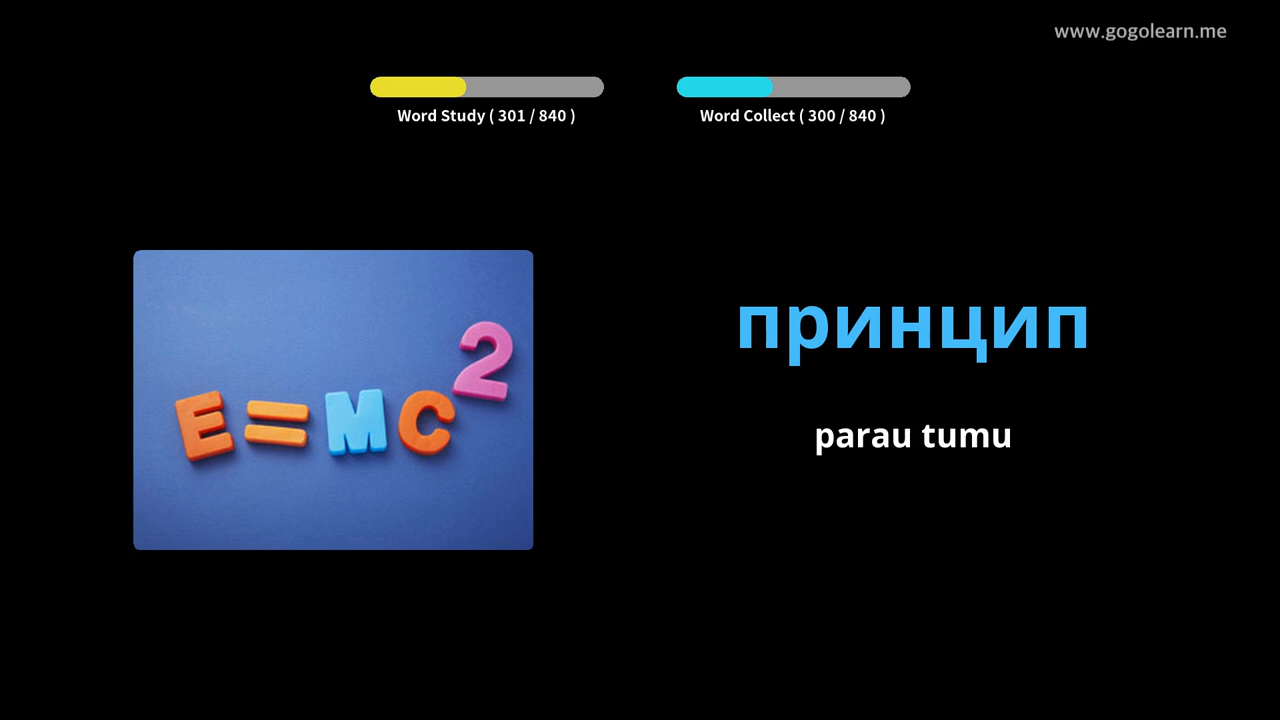 www.gogolearn.me
Word Study ( 301 / 840 )
Word Collect ( 300 / 840 )
E=MC²
принцип
parau tumu